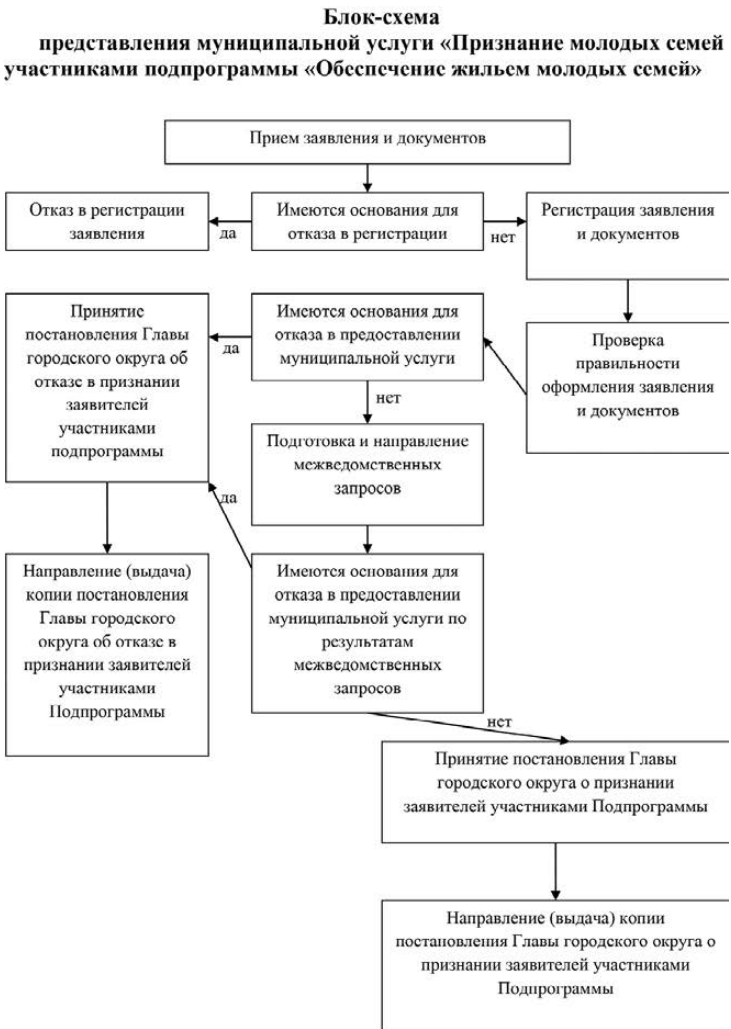 Блок-схема
представления муниципальной услуги «Признание молодых семей
участниками подпрограммы «Обеспечение жильем молодых семей»
Прием заявления и документов
Отказ в регистрации
заявления
да
Имеются основания для
отказа в регистрации
нет
Регистрация заявления
и документов
Принятие
постановления Главы
городского округа об
отказе в признании
заявителей
участниками
подпрограммы
да
Имеются основания для
отказа в предоставлении
муниципальной услуги
Проверка
правильности
оформления заявления
и документов
нет
Подготовка и направление
межведомственных
запросов
да
Направление (выдача)
копии постановления
Главы городского
округа об отказе в
признании заявителей
участниками
Подпрограммы
Имеются основания для
отказа в предоставлении
муниципальной услуги по
результатам
межведомственных
запросов
нет
Принятие постановления Главы
городского округа о признании
заявителей участниками Подпрограммы
Направление (выдача) копии
постановления Главы городского округа о
признании заявителей участниками
Подпрограммы